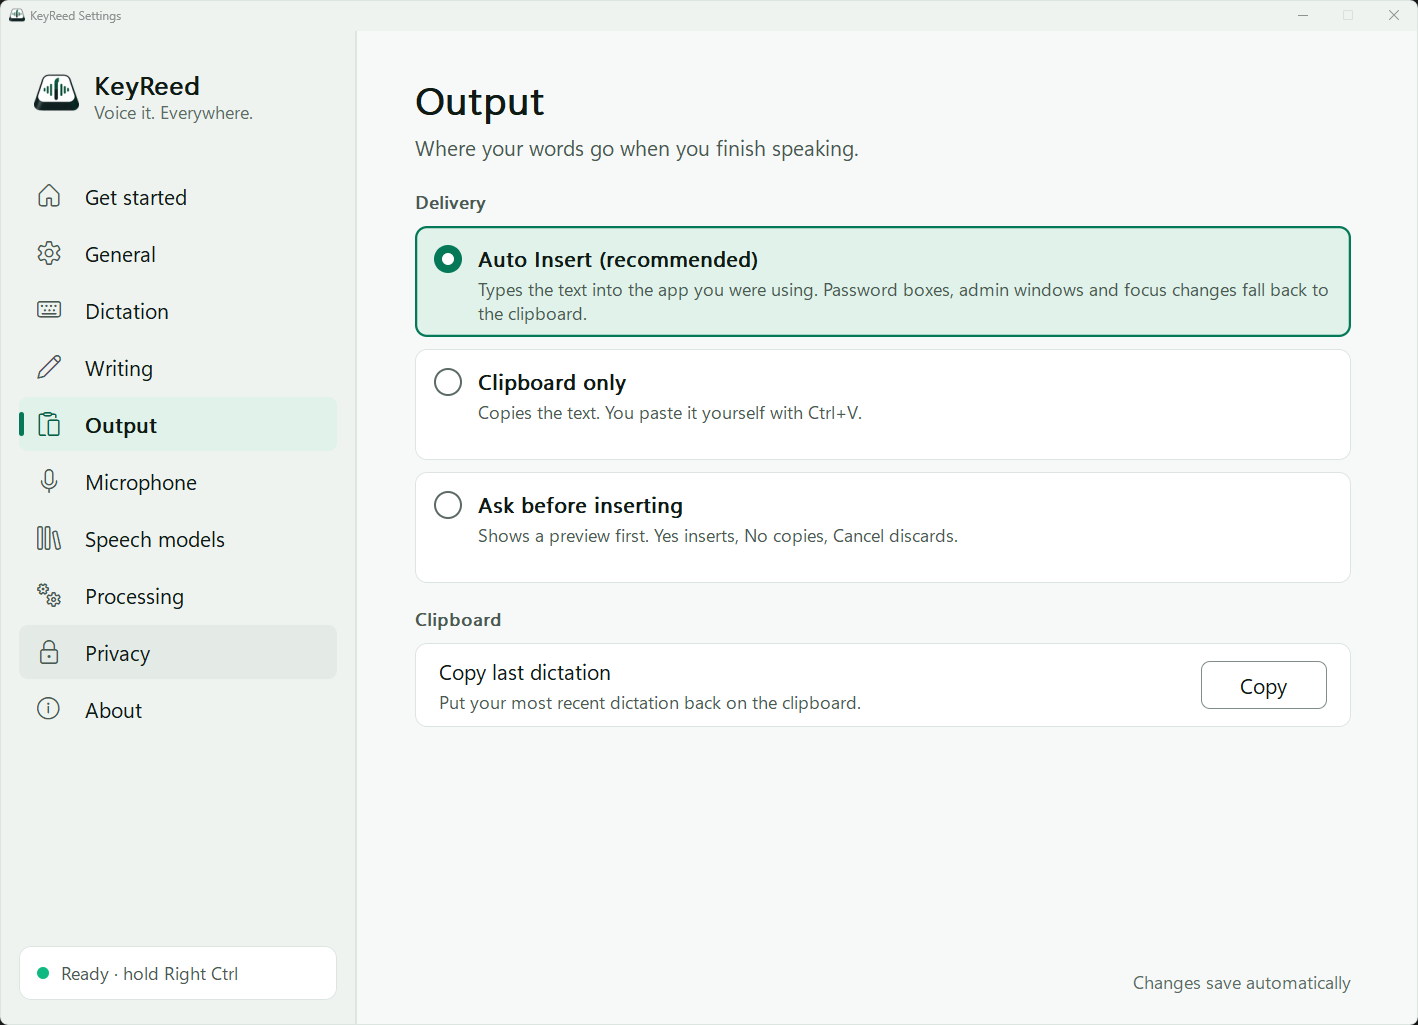 KeyReed Settings
KeyReed
Voice it. Everywhere.
Get started
General
Dictation
Writing
Output
Microphone
Speech models
Processing
Privacy
About
Ready · hold Right Ctrl
Output
Where your words go when you finish speaking.
Delivery
Auto Insert (recommended)
Types the text into the app you were using. Password boxes, admin windows and focus changes fall back to
the clipboard.
Clipboard only
Copies the text. You paste it yourself with Ctrl+V.
Ask before inserting
Shows a preview first. Yes inserts, No copies, Cancel discards.
Clipboard
Copy last dictation
Put your most recent dictation back on the clipboard.
Copy
Changes save automatically